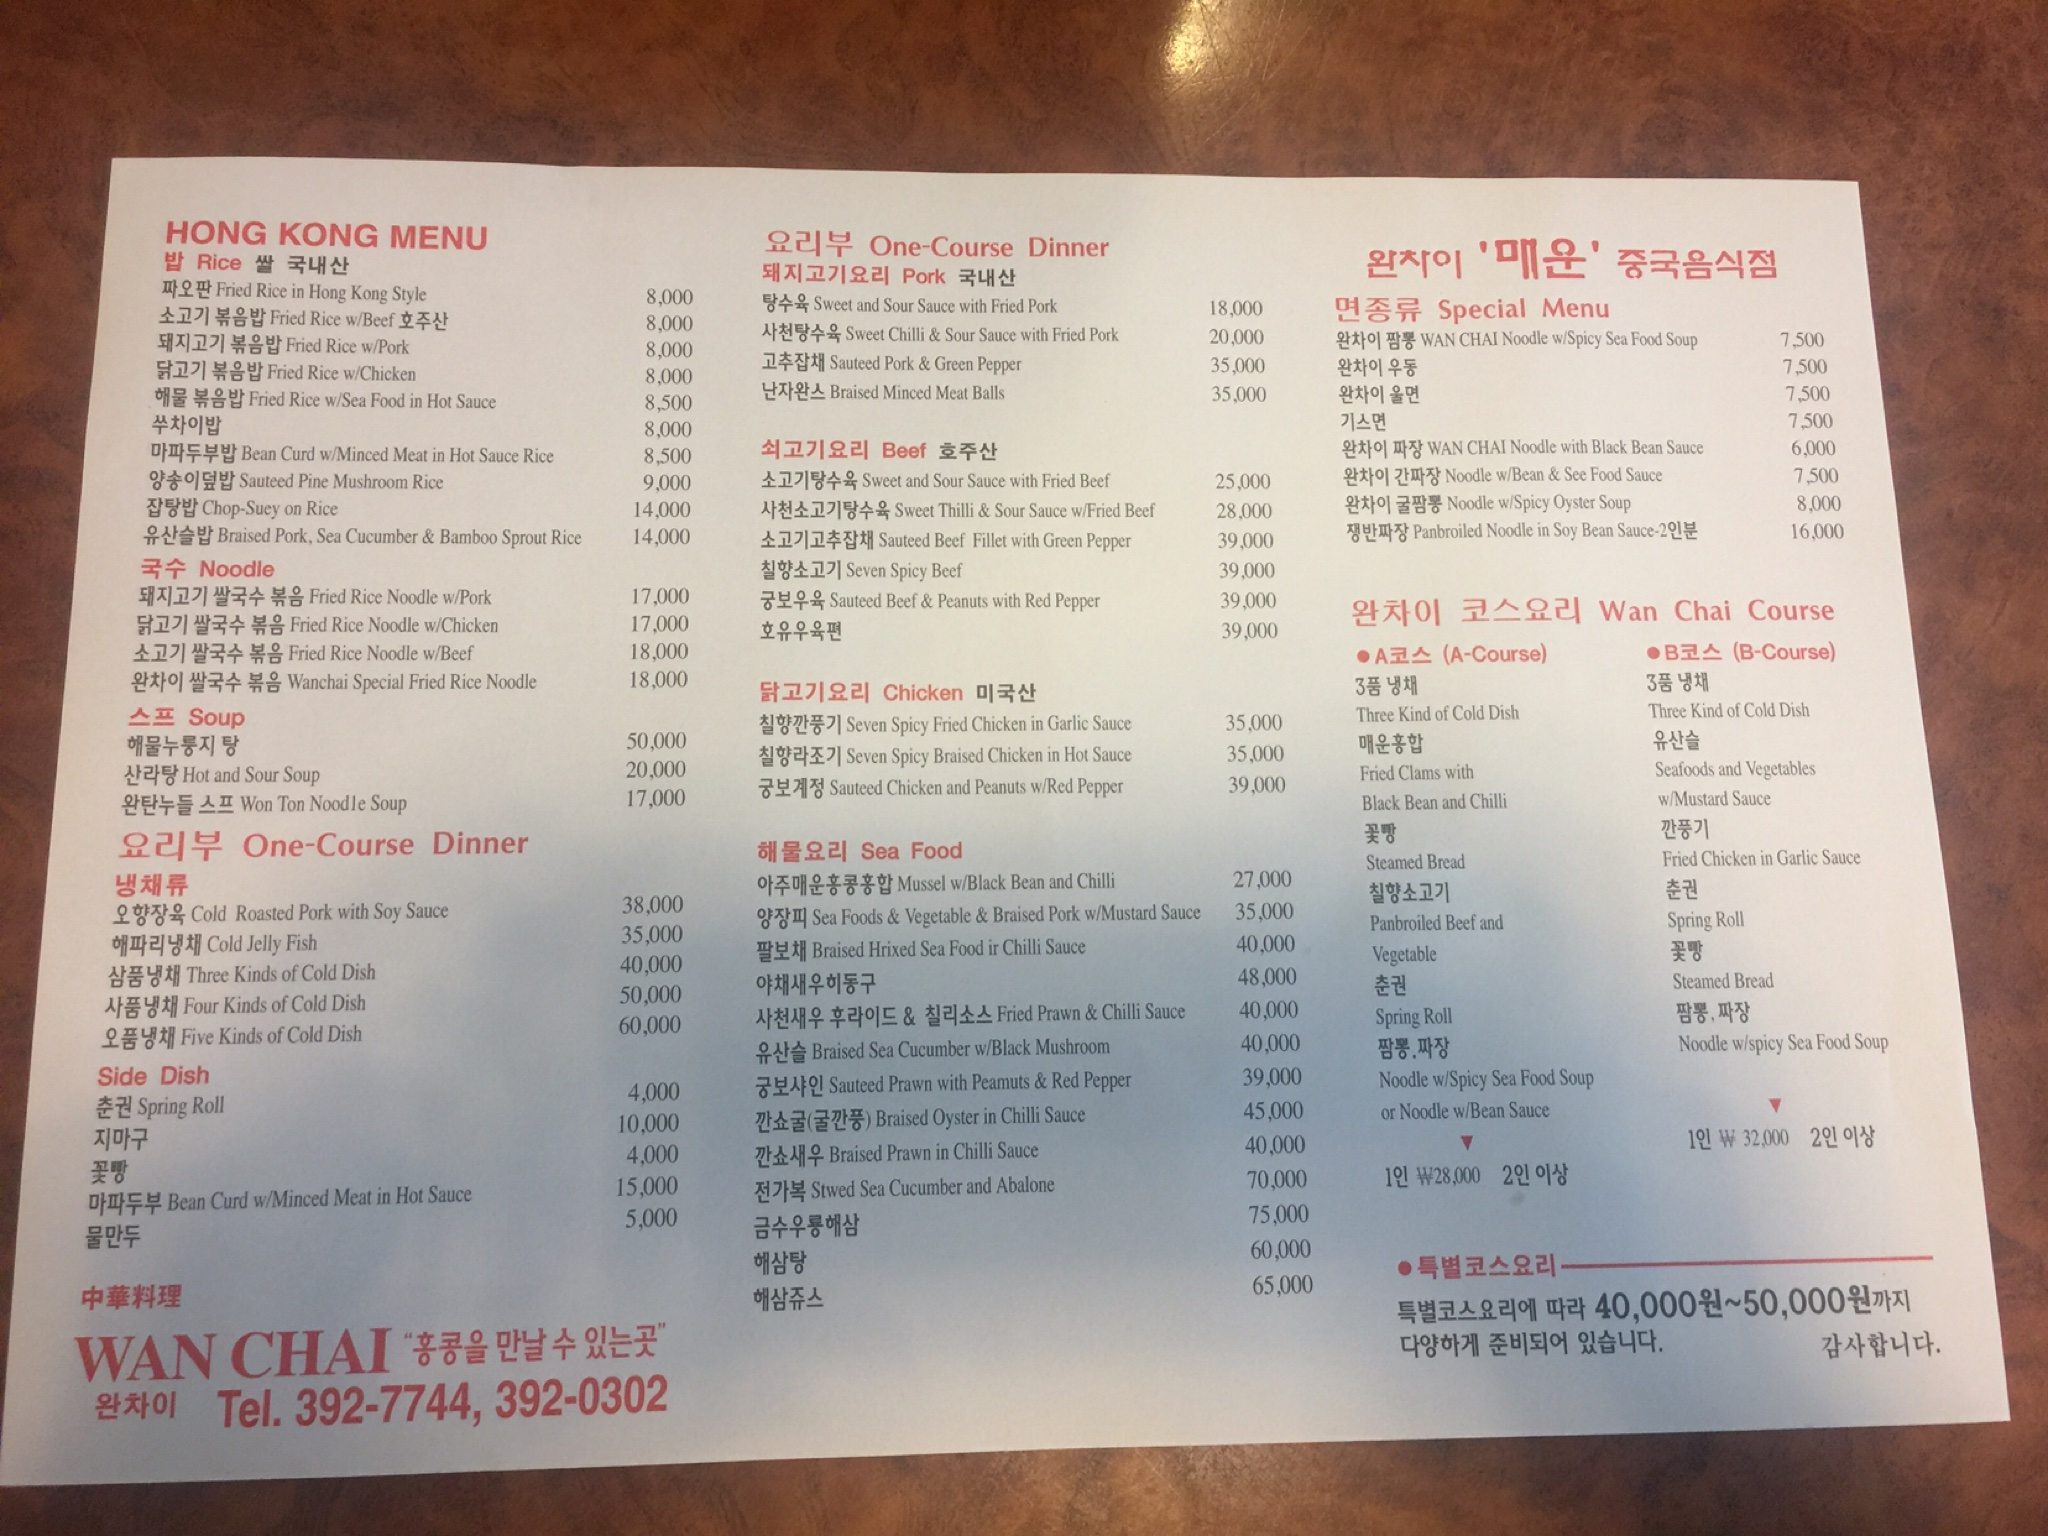 HONG KONG MENU
밥 Rice 쌀 국내산
짜오판 Fried Rice in Hong Kong Style 8,000
소고기 볶음밥 Fried Rice w/Beef 호주산 8,000
돼지고기 볶음밥 Fried Rice w/Pork 8,000
닭고기 볶음밥 Fried Rice w/Chicken 8,000
해물 볶음밥 Fried Rice w/Sea Food in Hot Sauce 8,500
쑤차이밥 8,000
마파두부밥 Bean Curd w/Minced Meat in Hot Sauce Rice 8,500
양송이덮밥 Sauteed Pine Mushroom Rice 9,000
잡탕밥 Chop-Suey on Rice 14,000
유산슬밥 Braised Pork, Sea Cucumber & Bamboo Sprout Rice 14,000
국수 Noodle
돼지고기 쌀국수 볶음 Fried Rice Noodle w/Pork 17,000
닭고기 쌀국수 볶음 Fried Rice Noodle w/Chicken 17,000
소고기 쌀국수 볶음 Fried Rice Noodle w/Beef 18,000
완차이 쌀국수 볶음 Wanchai Special Fried Rice Noodle 18,000
스프 Soup
해물누룽지 탕 50,000
산라탕 Hot and Sour Soup 20,000
완탄누들 스프 Won Ton Nood1e Soup 17,000
요리부 One-Course Dinner
냉채류
오향장육 Cold Roasted Pork with Soy Sauce 38,000
해파리냉채 Cold Jelly Fish 35,000
삼품냉채 Three Kinds of Cold Dish 40,000
사품냉채 Four Kinds of Cold Dish 50,000
오품냉채 Five Kinds of Cold Dish 60,000
Side Dish
춘권 Spring Roll 4,000
지마구 10,000
꽃빵 4,000
마파두부 Bean Curd w/Minced Meat in Hot Sauce 15,000
물만두 5,000
中華料理
WAN CHAI "홍콩을 만날 수 있는곳"
완차이 Tel. 392-7744, 392-0302
요리부 One-Course Dinner
돼지고기요리 Pork 국내산
탕수육 Sweet and Sour Sauce with Fried Pork 18,000
사천탕수육 Sweet Chilli & Sour Sauce with Fried Pork 20,000
고추잡채 Sauteed Pork & Green Pepper 35,000
난자완스 Braised Minced Meat Balls 35,000
쇠고기요리 Beef 호주산
소고기탕수육 Sweet and Sour Sauce with Fried Beef 25,000
사천소고기탕수육 Sweet Thilli & Sour Sauce w/Fried Beef 28,000
소고기고추잡채 Sauteed Beef Fillet with Green Pepper 39,000
칠향소고기 Seven Spicy Beef 39,000
궁보우육 Sauteed Beef & Peanuts with Red Pepper 39,000
호유우육편 39,000
닭고기요리 Chicken 미국산
칠향깐풍기 Seven Spicy Fried Chicken in Garlic Sauce 35,000
칠향라조기 Seven Spicy Braised Chicken in Hot Sauce 35,000
궁보계정 Sauteed Chicken and Peanuts w/Red Pepper 39,000
해물요리 Sea Food
아주매운홍콩홍합 Mussel w/Black Bean and Chilli 27,000
양장피 Sea Foods & Vegetable & Braised Pork w/Mustard Sauce 35,000
팔보채 Braised Hrixed Sea Food ir Chilli Sauce 40,000
야채새우히동구 48,000
사천새우 후라이드 & 칠리소스 Fried Prawn & Chilli Sauce 40,000
유산슬 Braised Sea Cucumber w/Black Mushroom 40,000
궁보샤인 Sauteed Prawn with Peamuts & Red Pepper 39,000
깐쇼굴(굴깐풍) Braised Oyster in Chilli Sauce 45,000
깐쇼새우 Braised Prawn in Chilli Sauce 40,000
전가복 Stwed Sea Cucumber and Abalone 70,000
금수우룡해삼 75,000
해삼탕 60,000
해삼쥬스 65,000
완차이 '매운' 중국음식점
면종류 Special Menu
완차이 짬뽕 WAN CHAI Noodle w/Spicy Sea Food Soup 7,500
완차이 우동 7,500
완차이 울면 7,500
기스면 7,500
완차이 짜장 WAN CHAI Noodle with Black Bean Sauce 6,000
완차이 간짜장 Noodle w/Bean & See Food Sauce 7,500
완차이 굴짬뽕 Noodle w/Spicy Oyster Soup 8,000
쟁반짜장 Panbroiled Noodle in Soy Bean Sauce-2인분 16,000
완차이 코스요리 Wan Chai Course
●A코스 (A-Course)
3품 냉채
Three Kind of Cold Dish
매운홍합
Fried Clams with
Black Bean and Chilli
꽃빵
Steamed Bread
칠향소고기
Panbroiled Beef and
Vegetable
춘권
Spring Roll
짬뽕.짜장
Noodle w/Spicy Sea Food Soup
or Noodle w/Bean Sauce
▼
1인 ₩28,000 2인 이상
●B코스 (B-Course)
3품 냉채
Three Kind of Cold Dish
유산슬
Seafoods and Vegetables
w/Mustard Sauce
깐풍기
Fried Chicken in Garlic Sauce
춘권
Spring Roll
꽃빵
Steamed Bread
짬뽕, 짜장
Noodle w/spicy Sea Food Soup
▼
1인 ₩ 32,000 2인 이상
●특별코스요리
특별코스요리에 따라 40,000원~50,000원까지
다양하게 준비되어 있습니다. 감사합니다.